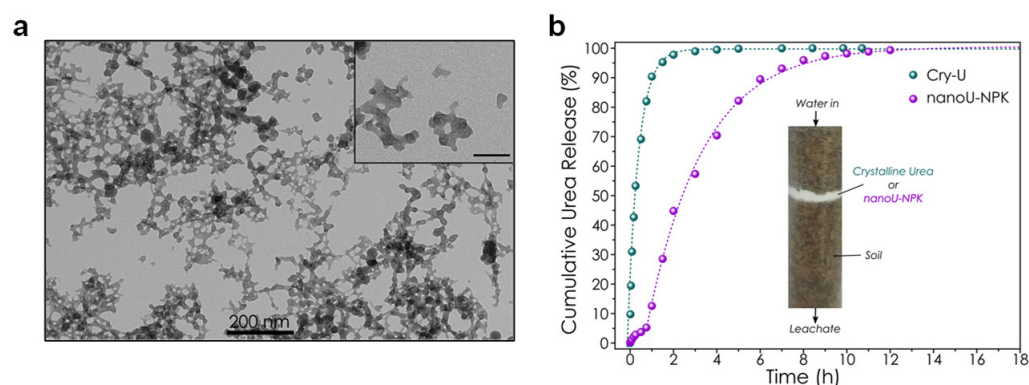 a
200 nm
b
Cumulative Urea Release (%)
100
90
80
70
60
50
40
30
20
10
0
Cry-U
nanoU-NPK
Water in
Crystalline Urea
or
nanoU-NPK
Soil
Leachate
0 2 4 6 8 10 12 14 16 18
Time (h)